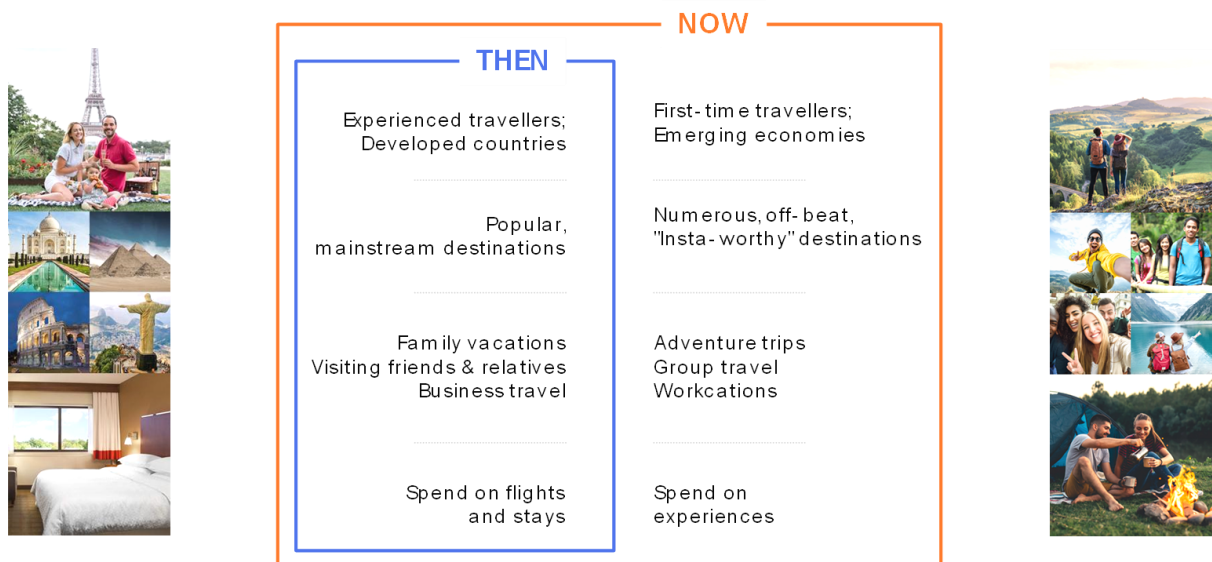 NOW
THEN
Experienced travellers;
Developed countries
First-time travellers;
Emerging economies
Popular,
mainstream destinations
Numerous, off-beat,
"Insta-worthy" destinations
Family vacations
Visiting friends & relatives
Business travel
Adventure trips
Group travel
Workcations
Spend on flights
and stays
Spend on
experiences